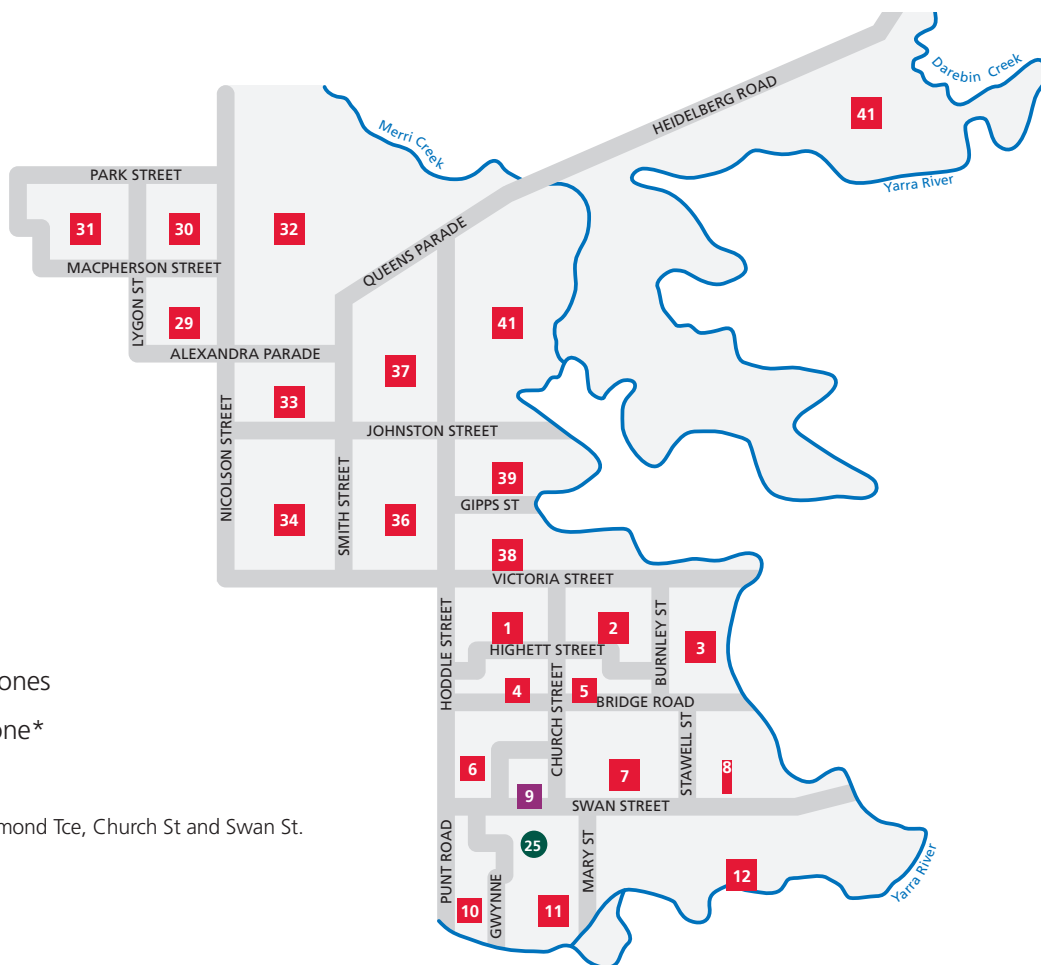 Darebin Creek
HEIDELBERG ROAD
41
Merri Creek
Yarra River
PARK STREET
31
30
32
QUEENS PARADE
MACPHERSON STREET
LYGON ST
29
41
ALEXANDRA PARADE
37
33
NICOLSON STREET
JOHNSTON STREET
39
GIPPS ST
34
SMITH STREET
36
38
VICTORIA STREET
HODDLE STREET
1
2
BURNLEY ST
3
HIGHETT STREET
ones
4
CHURCH STREET
5
BRIDGE ROAD
one*
STAWELL ST
6
7
8
9
SWAN STREET
mond Tce, Church St and Swan St.
PUNT ROAD
25
MARY ST
12
Yarra River
10
GWYNNE
11